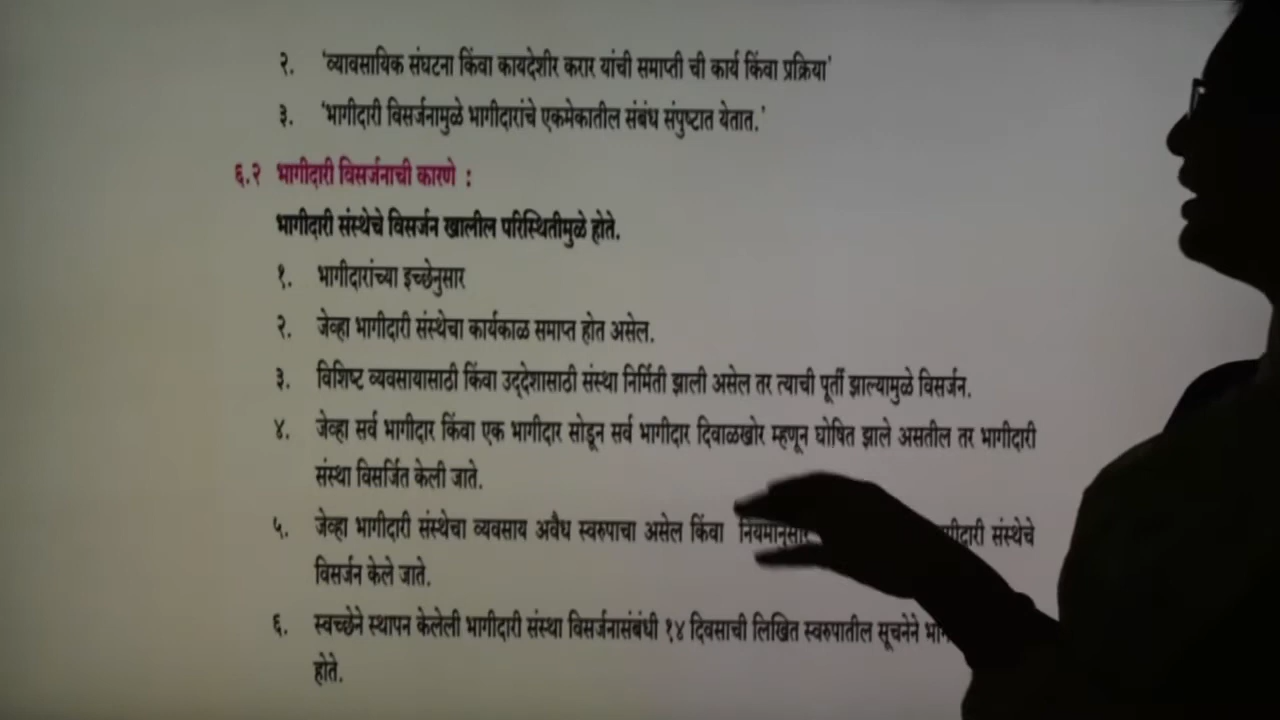 २. ‘व्यावसायिक संघटना किंवा कायदेशीर करार यांची समाप्ती ची कार्य किंवा प्रक्रिया’
३. ‘भागीदारी विसर्जनामुळे भागीदारांचे एकमेकातील संबंध संपुष्टात येतात.’
६.२ भागीदारी विसर्जनाची कारणे :
भागीदारी संस्थेचे विसर्जन खालील परिस्थितीमुळे होते.
१. भागीदारांच्या इच्छेनुसार
२. जेव्हा भागीदारी संस्थेचा कार्यकाळ समाप्त होत असेल.
३. विशिष्ट व्यवसायासाठी किंवा उद्देशासाठी संस्था निर्मिती झाली असेल तर त्याची पूर्ती झाल्यामुळे विसर्जन.
४. जेव्हा सर्व भागीदार किंवा एक भागीदार सोडून सर्व भागीदार दिवाळखोर म्हणून घोषित झाले असतील तर भागीदारी
संस्था विसर्जित केली जाते.
५. जेव्हा भागीदारी संस्थेचा व्यवसाय अवैध स्वरुपाचा असेल किंवा नियमानुसार संस्थेचे
विसर्जन केले जाते.
६. स्वच्छेने स्थापन केलेली भागीदारी संस्था विसर्जनासंबंधी १४ दिवसाची लिखित स्वरुपातील सूचनेने
होते.